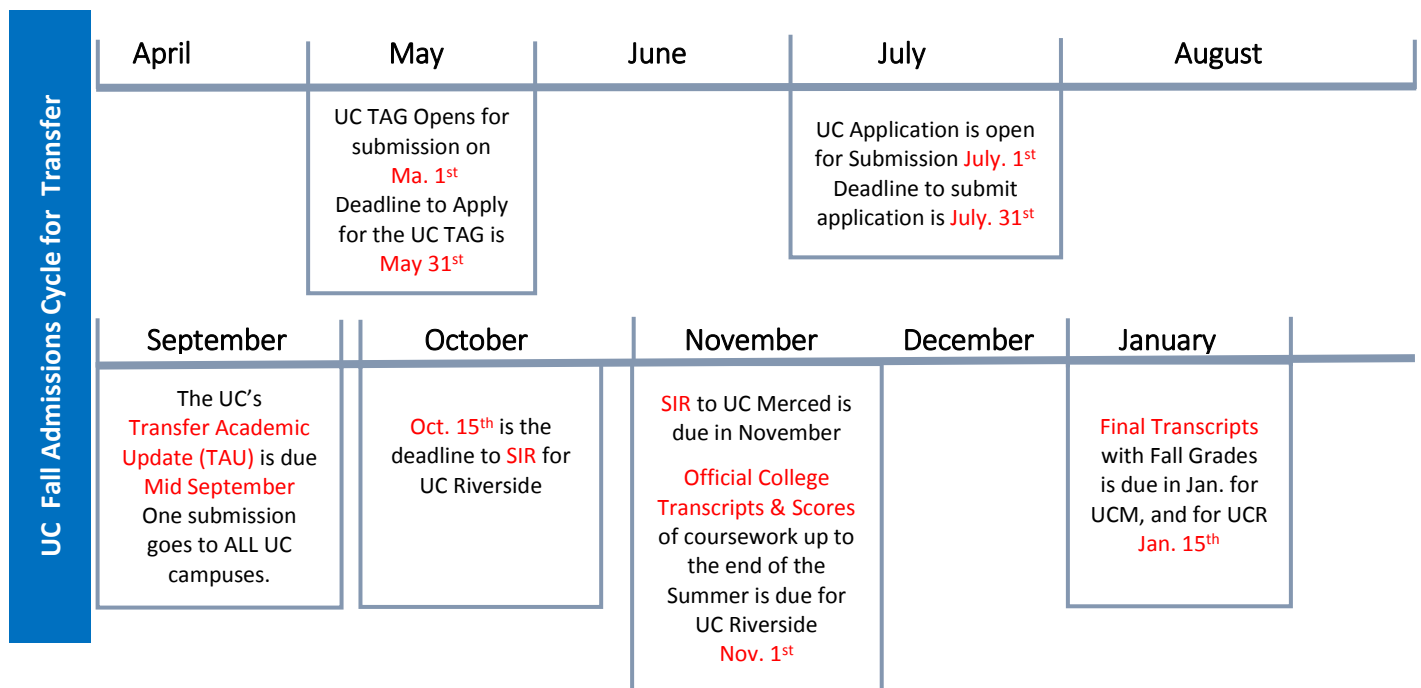 UC Fall Admissions Cycle for Transfer
April
May
June
July
August
UC TAG Opens for
submission on
Ma. 1st
Deadline to Apply
for the UC TAG is
May 31st
UC Application is open
for Submission July. 1st
Deadline to submit
application is July. 31st
September
October
November
December
January
The UC’s
Transfer Academic
Update (TAU) is due
Mid September
One submission
goes to ALL UC
campuses.
Oct. 15th is the
deadline to SIR for
UC Riverside
SIR to UC Merced is
due in November
Official College
Transcripts & Scores
of coursework up to
the end of the
Summer is due for
UC Riverside
Nov. 1st
Final Transcripts
with Fall Grades
is due in Jan. for
UCM, and for UCR
Jan. 15th